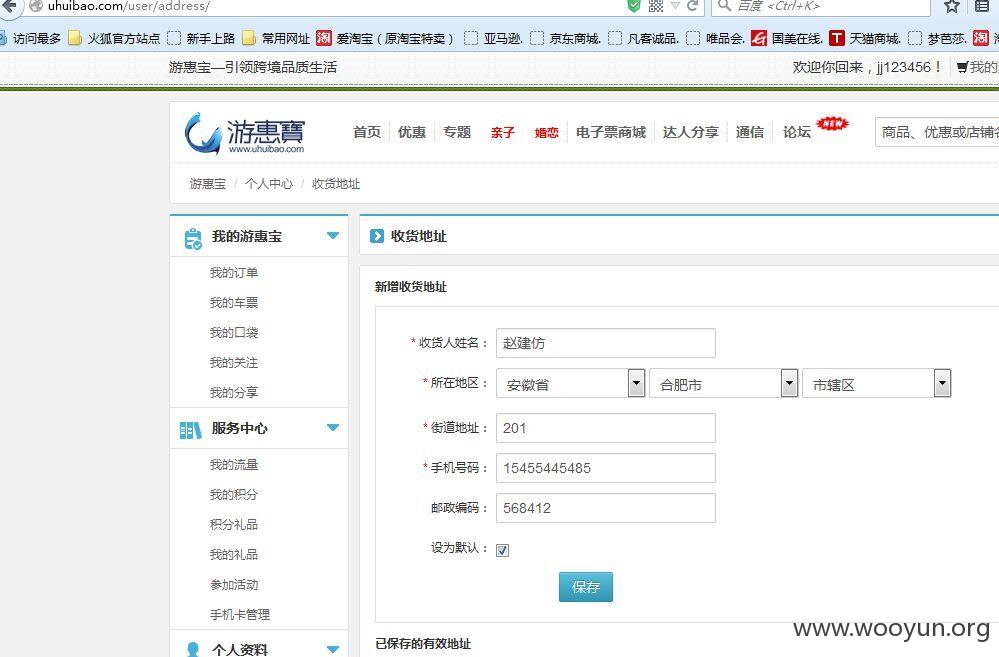 uhuibao.com/user/address/ 百度 <Ctrl+K>
访问最多 火狐官方站点 新手上路 常用网址 淘 爱淘宝（原淘宝特卖） 亚马逊. 京东商城. 凡客诚品. 唯品会. 国美在线. T 天猫商城. 梦芭莎. 淘
游惠宝—引领跨境品质生活 欢迎你回来，jj123456！ 我的
游惠寶 首页 优惠 专题 亲子 婚恋 电子票商城 达人分享 通信 论坛 NEW 商品、优惠或店铺名
www.uhuibao.com
游惠宝 / 个人中心 / 收货地址
我的游惠宝 收货地址
我的订单 新增收货地址
我的车票
我的口袋 *收货人姓名： 赵建仿
我的关注
我的分享 *所在地区： 安徽省 合肥市 市辖区
服务中心 *街道地址： 201
我的流量 *手机号码： 15455445485
我的积分
积分礼品 邮政编码： 568412
我的礼品 设为默认：
参加活动 保存
手机卡管理
www.wooyun.org
个人资料 已保存的有效地址